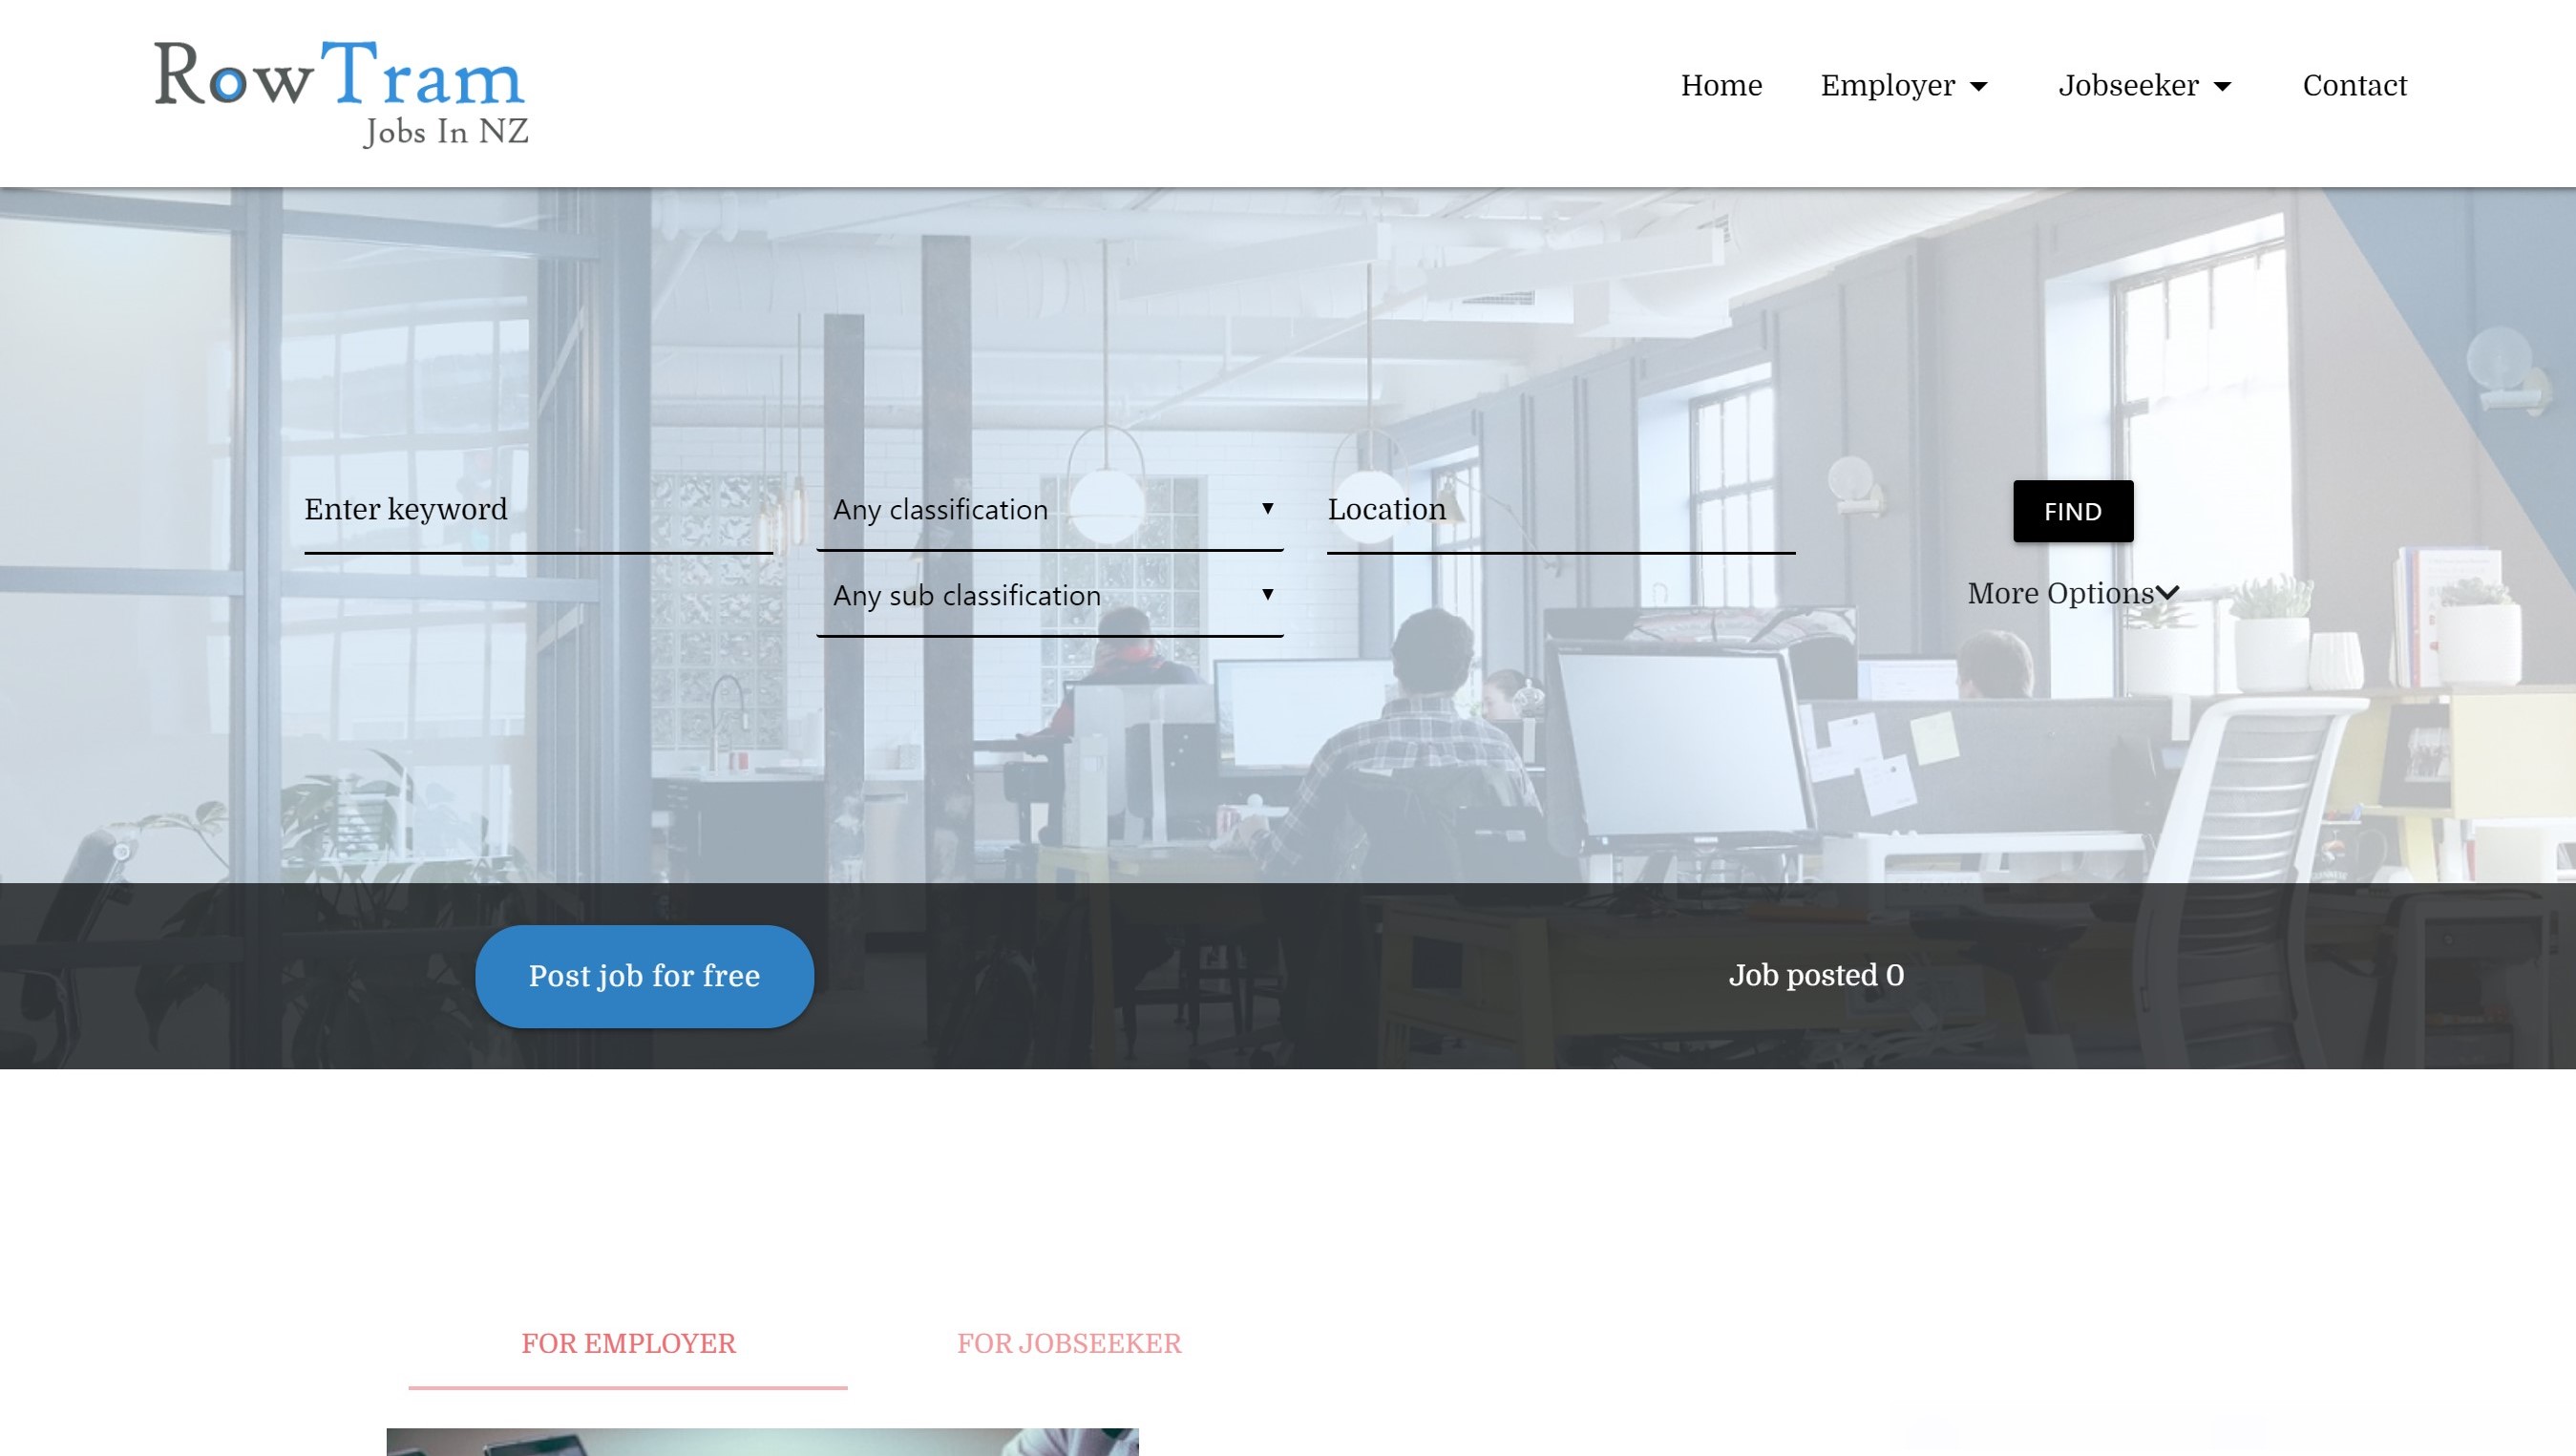 RowTram
Jobs In NZ
Home
Employer
Jobseeker
Contact
Enter keyword
Any classification
Location
FIND
Any sub classification
More Options
Post job for free
Job posted 0
FOR EMPLOYER
FOR JOBSEEKER